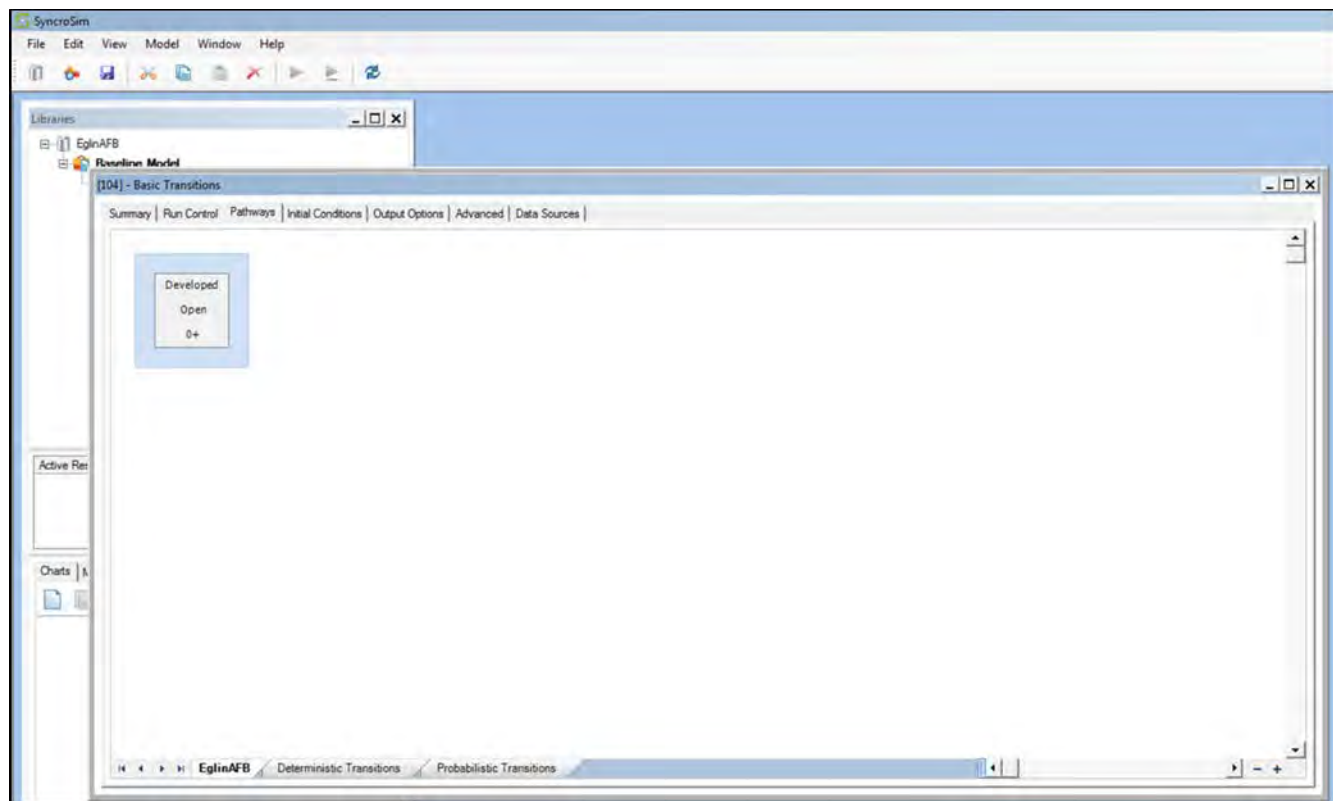 SyncroSim
File Edit View Model Window Help
Libraries
EglinAFB
Baseline Model
[104] - Basic Transitions
Summary | Run Control Pathways | Initial Conditions | Output Options | Advanced | Data Sources |
Developed
Open
0+
Active Res
Charts |
EglinAFB Deterministic Transitions Probabilistic Transitions